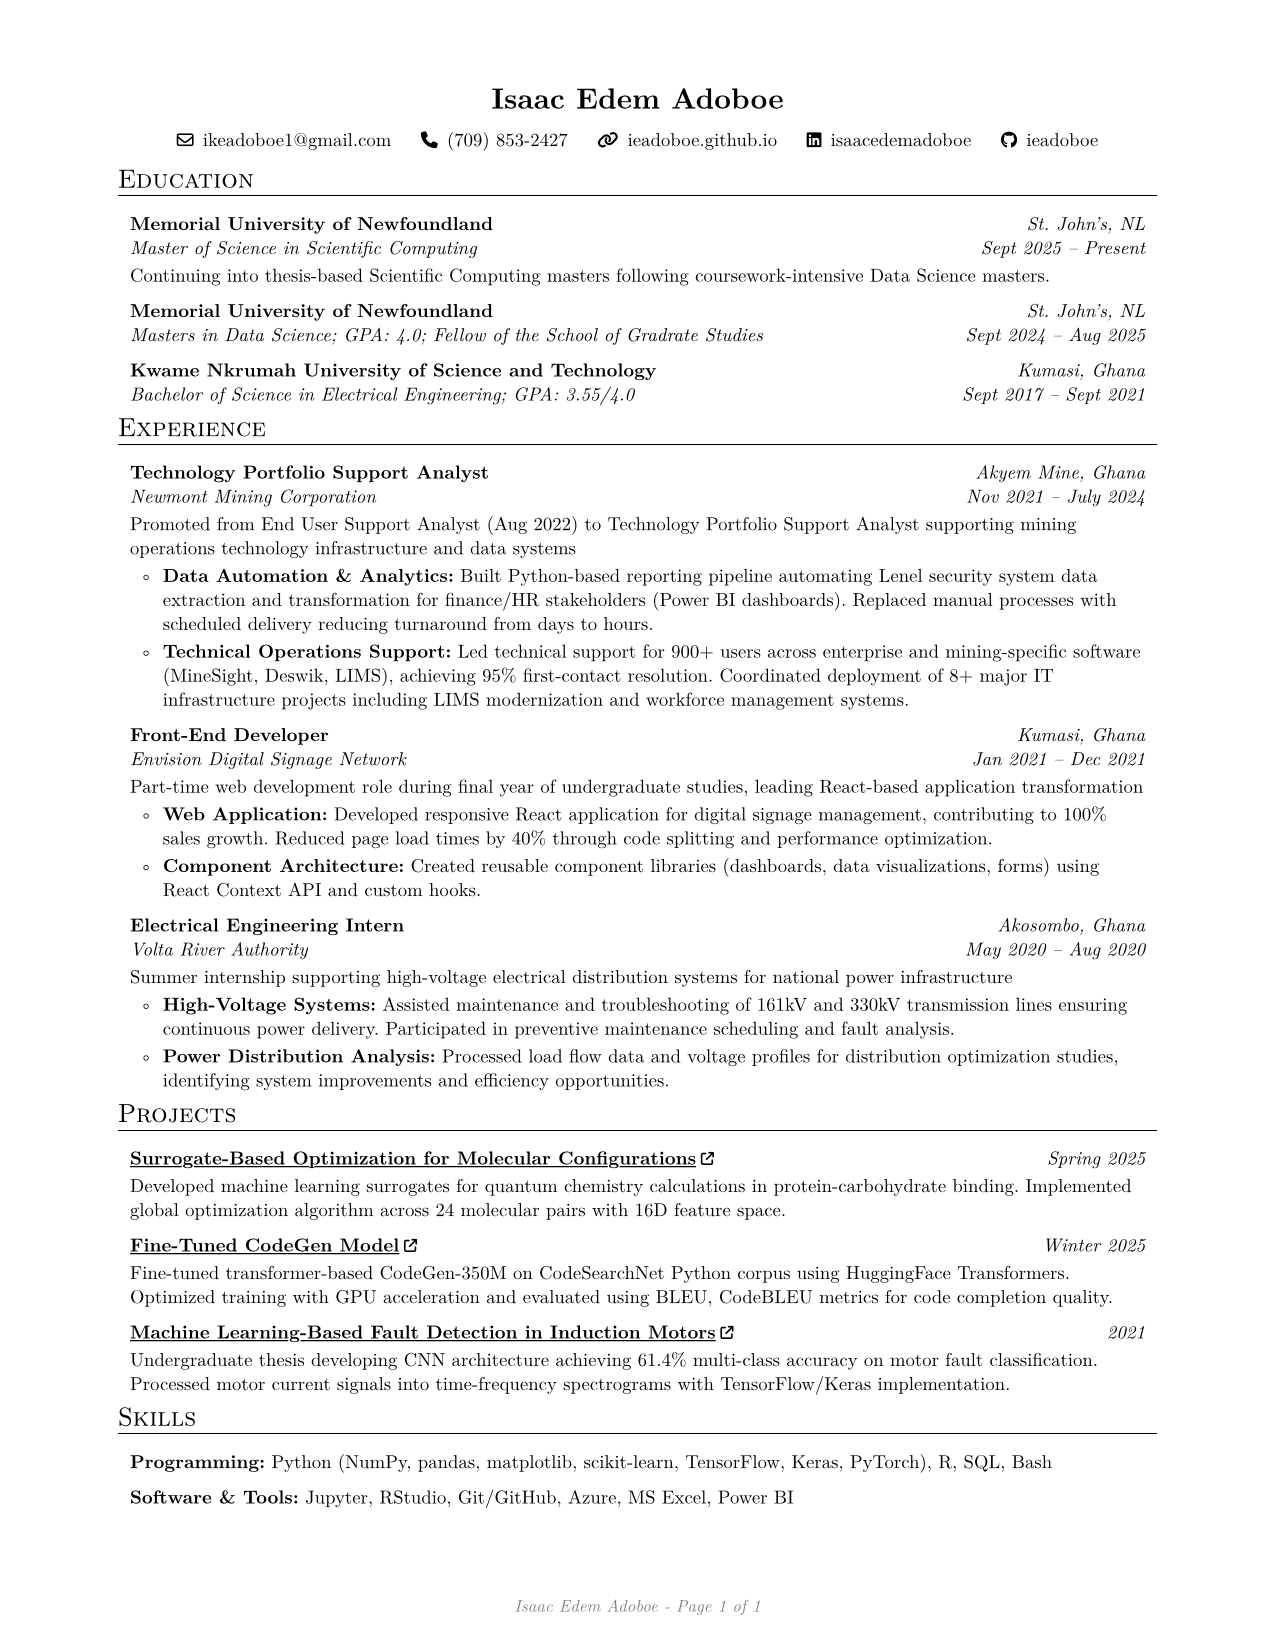 Isaac Edem Adoboe
ikeadoboe1@gmail.com (709) 853-2427 ieadoboe.github.io isaacedemadoboe ieadoboe
Education
Memorial University of Newfoundland St. John's, NL
Master of Science in Scientific Computing Sept 2025 – Present
Continuing into thesis-based Scientific Computing masters following coursework-intensive Data Science masters.
Memorial University of Newfoundland St. John's, NL
Masters in Data Science; GPA: 4.0; Fellow of the School of Gradrate Studies Sept 2024 – Aug 2025
Kwame Nkrumah University of Science and Technology Kumasi, Ghana
Bachelor of Science in Electrical Engineering; GPA: 3.55/4.0 Sept 2017 – Sept 2021
Experience
Technology Portfolio Support Analyst Akyem Mine, Ghana
Newmont Mining Corporation Nov 2021 – July 2024
Promoted from End User Support Analyst (Aug 2022) to Technology Portfolio Support Analyst supporting mining
operations technology infrastructure and data systems
◦ Data Automation & Analytics: Built Python-based reporting pipeline automating Lenel security system data
extraction and transformation for finance/HR stakeholders (Power BI dashboards). Replaced manual processes with
scheduled delivery reducing turnaround from days to hours.
◦ Technical Operations Support: Led technical support for 900+ users across enterprise and mining-specific software
(MineSight, Deswik, LIMS), achieving 95% first-contact resolution. Coordinated deployment of 8+ major IT
infrastructure projects including LIMS modernization and workforce management systems.
Front-End Developer Kumasi, Ghana
Envision Digital Signage Network Jan 2021 – Dec 2021
Part-time web development role during final year of undergraduate studies, leading React-based application transformation
◦ Web Application: Developed responsive React application for digital signage management, contributing to 100%
sales growth. Reduced page load times by 40% through code splitting and performance optimization.
◦ Component Architecture: Created reusable component libraries (dashboards, data visualizations, forms) using
React Context API and custom hooks.
Electrical Engineering Intern Akosombo, Ghana
Volta River Authority May 2020 – Aug 2020
Summer internship supporting high-voltage electrical distribution systems for national power infrastructure
◦ High-Voltage Systems: Assisted maintenance and troubleshooting of 161kV and 330kV transmission lines ensuring
continuous power delivery. Participated in preventive maintenance scheduling and fault analysis.
◦ Power Distribution Analysis: Processed load flow data and voltage profiles for distribution optimization studies,
identifying system improvements and efficiency opportunities.
Projects
Surrogate-Based Optimization for Molecular Configurations Spring 2025
Developed machine learning surrogates for quantum chemistry calculations in protein-carbohydrate binding. Implemented
global optimization algorithm across 24 molecular pairs with 16D feature space.
Fine-Tuned CodeGen Model Winter 2025
Fine-tuned transformer-based CodeGen-350M on CodeSearchNet Python corpus using HuggingFace Transformers.
Optimized training with GPU acceleration and evaluated using BLEU, CodeBLEU metrics for code completion quality.
Machine Learning-Based Fault Detection in Induction Motors 2021
Undergraduate thesis developing CNN architecture achieving 61.4% multi-class accuracy on motor fault classification.
Processed motor current signals into time-frequency spectrograms with TensorFlow/Keras implementation.
Skills
Programming: Python (NumPy, pandas, matplotlib, scikit-learn, TensorFlow, Keras, PyTorch), R, SQL, Bash
Software & Tools: Jupyter, RStudio, Git/GitHub, Azure, MS Excel, Power BI
Isaac Edem Adoboe - Page 1 of 1